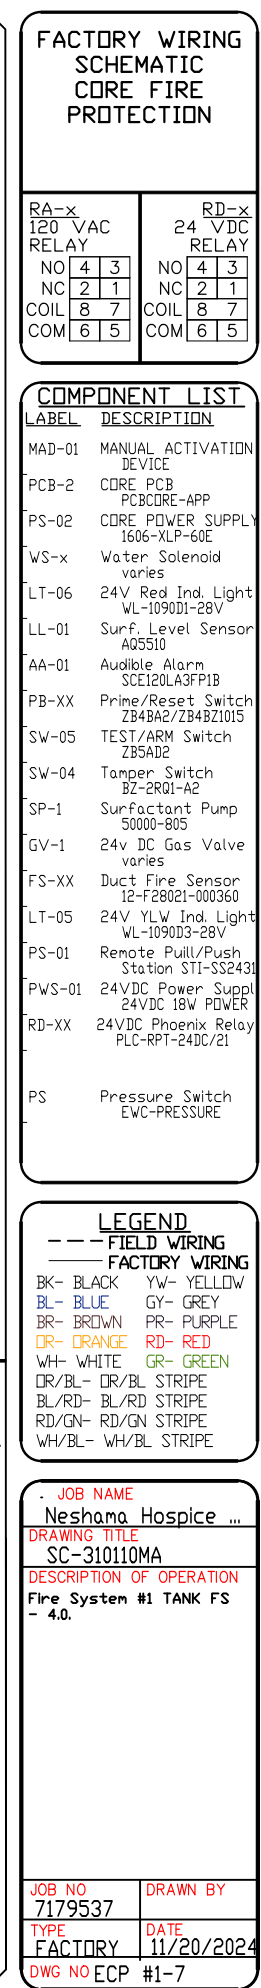 FACTORY WIRING
SCHEMATIC
CORE FIRE
PROTECTION
RA-x
120 VAC
RELAY
NO 4 3
NC 2 1
COIL 8 7
COM 6 5
RD-x
24 VDC
RELAY
NO 4 3
NC 2 1
COIL 8 7
COM 6 5
COMPONENT LIST
LABEL DESCRIPTION
MAD-01 MANUAL ACTIVATION
DEVICE
PCB-2 CORE PCB
PCBCORE-APP
PS-02 CORE POWER SUPPLY
1606-XLP-60E
WS-x Water Solenoid
varies
LT-06 24V Red Ind. Light
WL-1090D1-28V
LL-01 Surf. Level Sensor
AQ5510
AA-01 Audible Alarm
SCE120LA3FP1B
PB-XX Prime/Reset Switch
ZB4BA2/ZB4BZ1015
SW-05 TEST/ARM Switch
ZB5AD2
SW-04 Tamper Switch
BZ-2RQ1-A2
SP-1 Surfactant Pump
50000-805
GV-1 24v DC Gas Valve
varies
FS-XX Duct Fire Sensor
12-F28021-000360
LT-05 24V YLW Ind. Light
WL-1090D3-28V
PS-01 Remote Puill/Push
Station STI-SS2431
PWS-01 24VDC Power Suppl
24VDC 18W POWER
RD-XX 24VDC Phoenix Relay
PLC-RPT-24DC/21
PS Pressure Switch
EWC-PRESSURE
LEGEND
--- FIELD WIRING
FACTORY WIRING
BK- BLACK YW- YELLOW
BL- BLUE GY- GREY
BR- BROWN PR- PURPLE
OR- ORANGE RD- RED
WH- WHITE GR- GREEN
OR/BL- OR/BL STRIPE
BL/RD- BL/RD STRIPE
RD/GN- RD/GN STRIPE
WH/BL- WH/BL STRIPE
JOB NAME
Neshama Hospice ...
DRAWING TITLE
SC-310110MA
DESCRIPTION OF OPERATION
Fire System #1 TANK FS
- 4.0.
JOB NO
7179537
DRAWN BY
TYPE
FACTORY
DATE
11/20/2024
DWG NO ECP #1-7